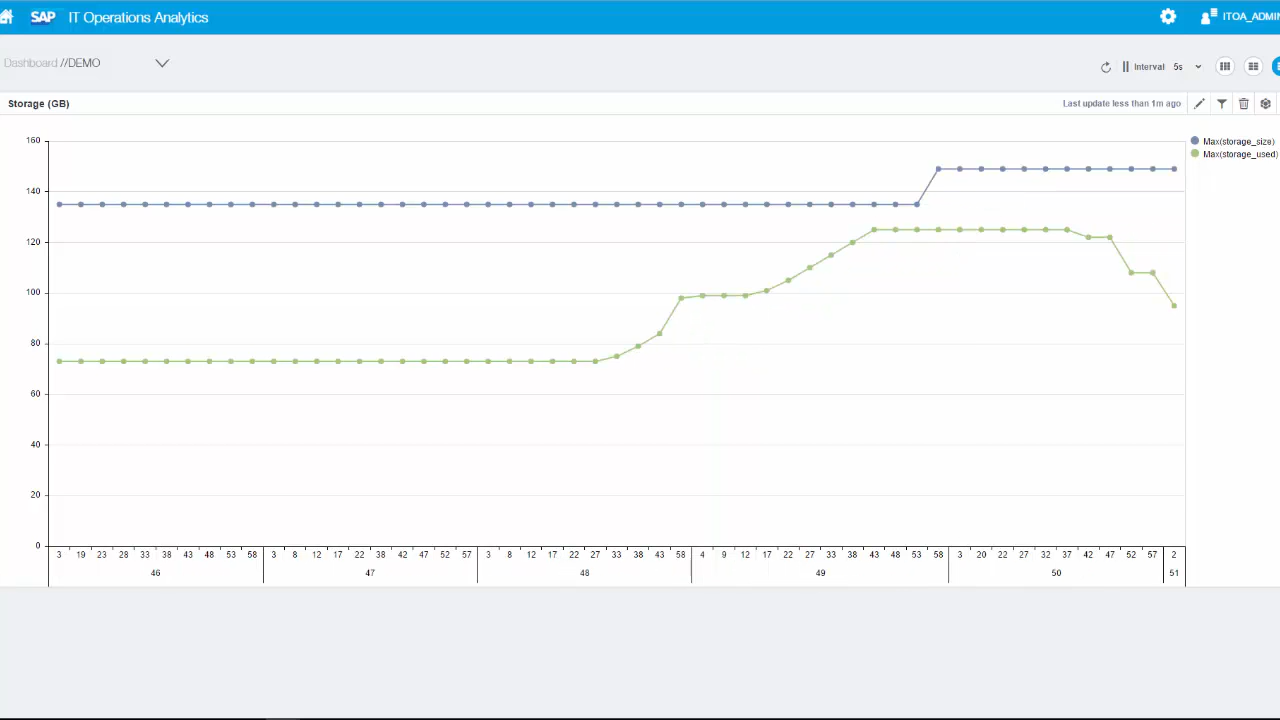 SAP IT Operations Analytics ITOA_ADMIN
Dashboard //DEMO Interval 5s
Storage (GB) Last update less than 1m ago
Max(storage_size)
Max(storage_used)
160
140
120
100
80
60
40
20
0
3 19 23 28 33 38 43 48 53 58 3 8 12 17 22 38 42 47 52 57 3 8 12 17 22 27 33 38 43 58 4 9 12 17 22 27 33 38 43 48 53 58 3 20 22 27 32 37 42 47 52 57 2
46 47 48 49 50 51